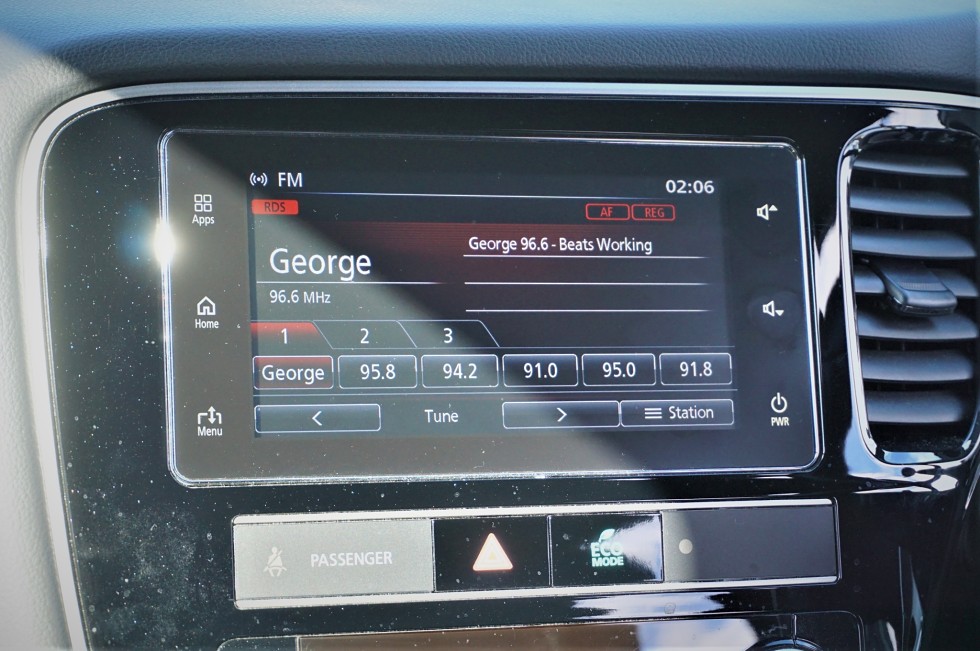 FM
02:06
Apps
RDS
AF REG
George 96.6 - Beats Working
George
96.6 MHz
Home
1 2 3
George 95.8 94.2 91.0 95.0 91.8
< Tune > Station
Menu
PWR
PASSENGER
ECO
MODE